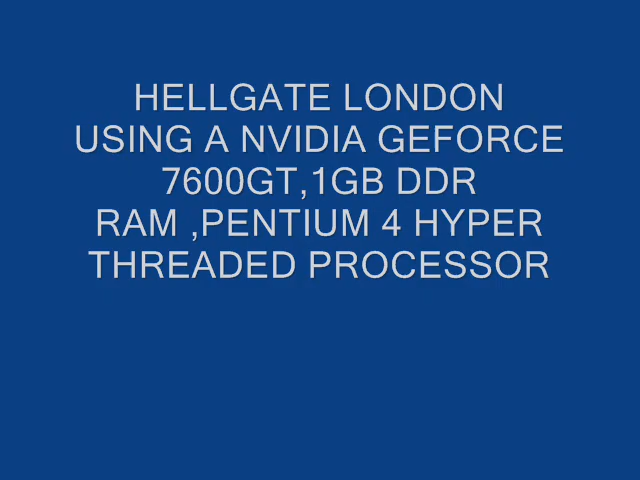 HELLGATE LONDON
USING A NVIDIA GEFORCE
7600GT,1GB DDR
RAM ,PENTIUM 4 HYPER
THREADED PROCESSOR